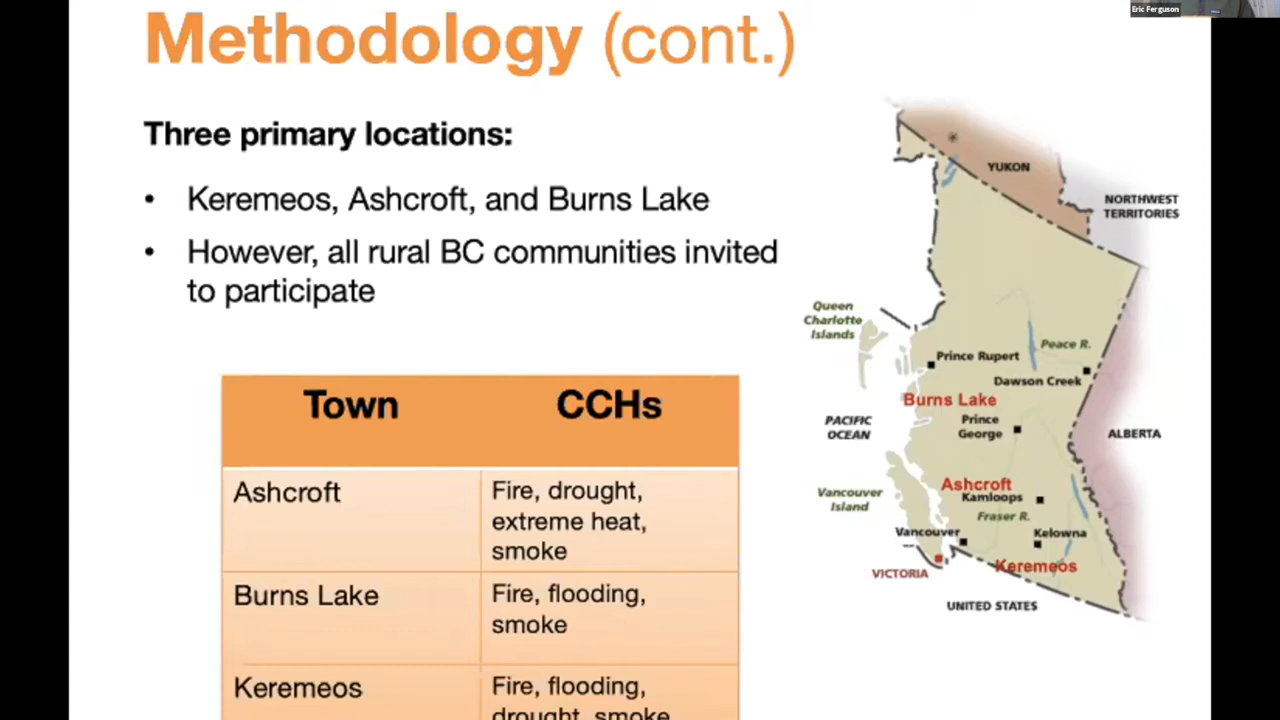 Eric Ferguson
Methodology (cont.)
Three primary locations:
• Keremeos, Ashcroft, and Burns Lake
• However, all rural BC communities invited
to participate
Town CCHs
Ashcroft Fire, drought,
extreme heat,
smoke
Burns Lake Fire, flooding,
smoke
Keremeos Fire, flooding,
drought, smoke
YUKON
NORTHWEST
TERRITORIES
Queen
Charlotte
Islands
Peace R.
Prince Rupert
Dawson Creek
Burns Lake
PACIFIC
OCEAN
Prince
George
ALBERTA
Ashcroft
Kamloops
Vancouver
Island
Fraser R.
Vancouver
Kelowna
Keremeos
VICTORIA
UNITED STATES